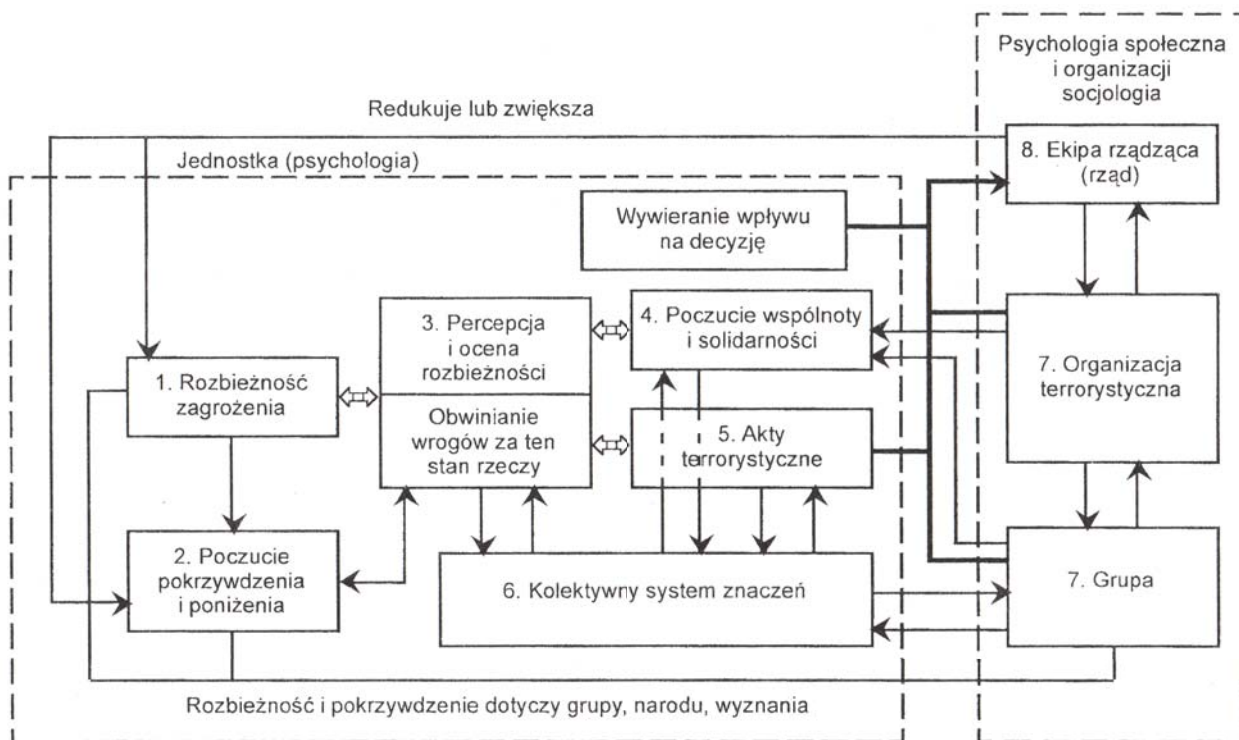 Psychologia społeczna
i organizacji
socjologia
Redukuje lub zwiększa
8. Ekipa rządząca
(rząd)
Jednostka (psychologia)
Wywieranie wpływu
na decyzję
3. Percepcja
i ocena
rozbieżności
4. Poczucie wspólnoty
i solidarności
7. Organizacja
terrorystyczna
1. Rozbieżność
zagrożenia
Obwinianie
wrogów za ten
stan rzeczy
5. Akty
terrorystyczne
2. Poczucie
pokrzywdzenia
i poniżenia
6. Kolektywny system znaczeń
7. Grupa
Rozbieżność i pokrzywdzenie dotyczy grupy, narodu, wyznania